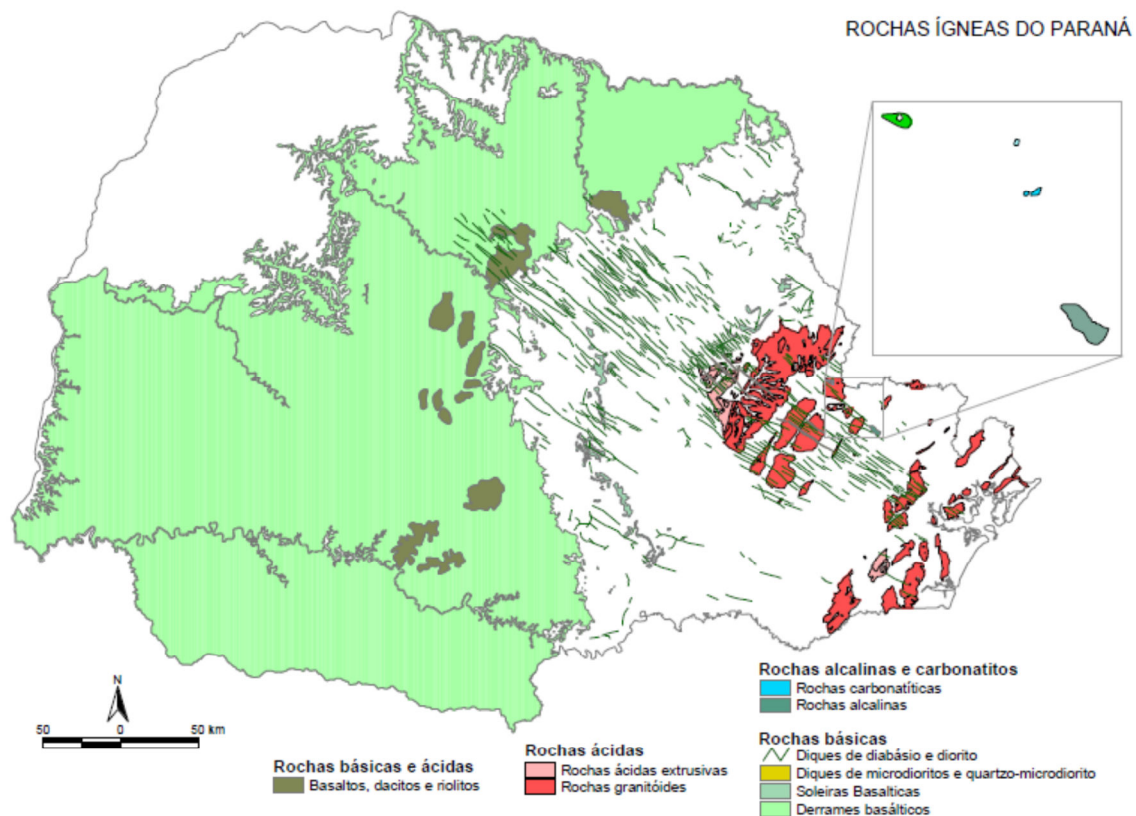 ROCHAS ÍGNEAS DO PARANÁ
N
50 0 50 km
Rochas básicas e ácidas
Basaltos, dacitos e riolitos
Rochas ácidas
Rochas ácidas extrusivas
Rochas granitóides
Rochas alcalinas e carbonatitos
Rochas carbonatíticas
Rochas alcalinas
Rochas básicas
Diques de diabásio e diorito
Diques de microdioritos e quartzo-microdiorito
Soleiras Basalticas
Derrames basálticos